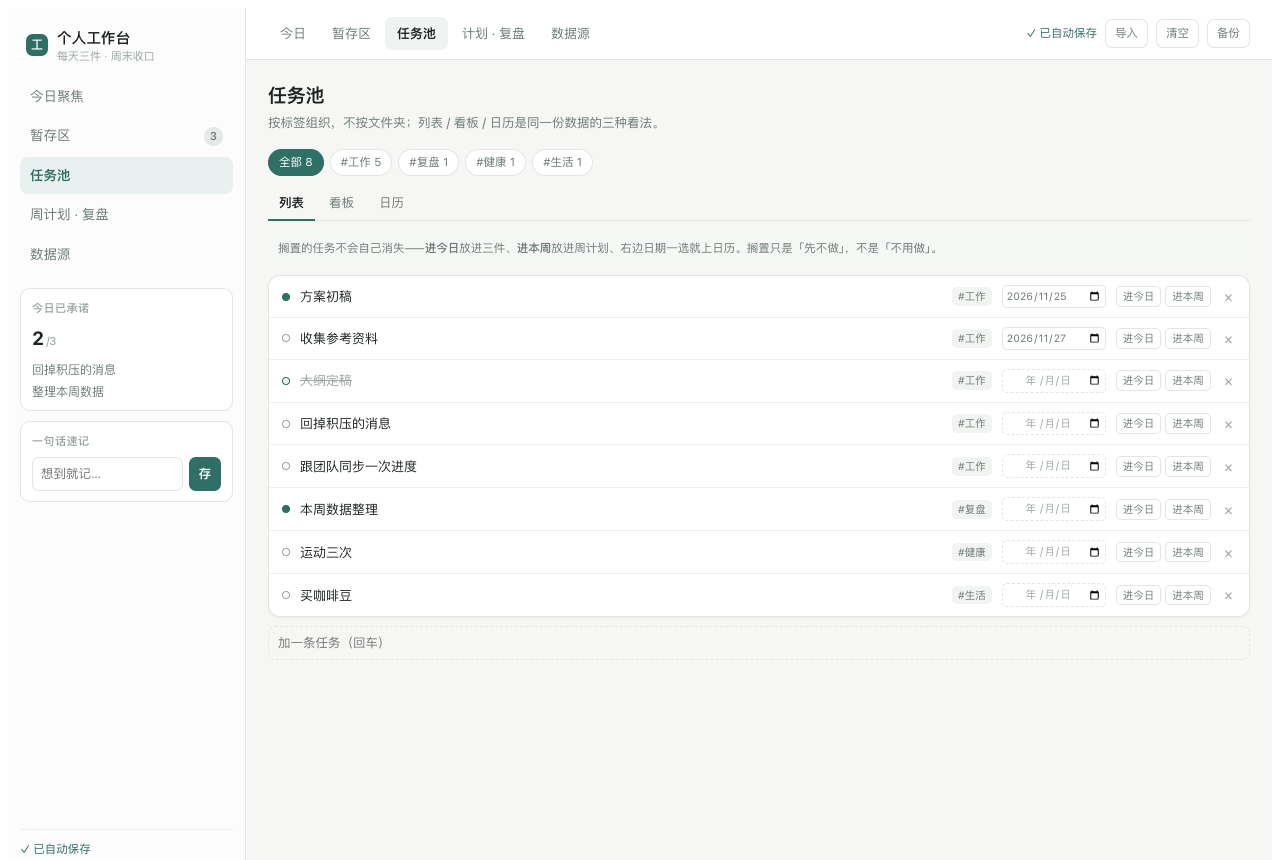 工 个人工作台
每天三件 · 周末收口
今日聚焦
暂存区 3
任务池
周计划 · 复盘
数据源
今日已承诺
2 /3
回掉积压的消息
整理本周数据
一句话速记
想到就记... 存
✓ 已自动保存
今日 暂存区 任务池 计划 · 复盘 数据源 ✓ 已自动保存 导入 清空 备份
任务池
按标签组织，不按文件夹；列表 / 看板 / 日历是同一份数据的三种看法。
全部 8 #工作 5 #复盘 1 #健康 1 #生活 1
列表 看板 日历
搁置的任务不会自己消失——进今日放进三件、进本周放进周计划、右边日期一选就上日历。搁置只是「先不做」，不是「不用做」。
方案初稿 #工作 2026/11/25 进今日 进本周 ×
收集参考资料 #工作 2026/11/27 进今日 进本周 ×
大纲定稿 #工作 年 /月/日 进今日 进本周 ×
回掉积压的消息 #工作 年 /月/日 进今日 进本周 ×
跟团队同步一次进度 #工作 年 /月/日 进今日 进本周 ×
本周数据整理 #复盘 年 /月/日 进今日 进本周 ×
运动三次 #健康 年 /月/日 进今日 进本周 ×
买咖啡豆 #生活 年 /月/日 进今日 进本周 ×
加一条任务（回车）